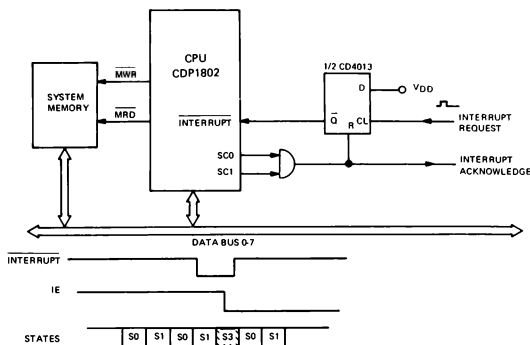 CPU
CDP1802
1/2 CD4013
SYSTEM
MEMORY
MWR
MRD
INTERRUPT
D
VDD
Q
R
CL
INTERRUPT
REQUEST
SC0
SC1
INTERRUPT
ACKNOWLEDGE
DATA BUS 0-7
INTERRUPT
IE
STATES
S0 S1 S0 S1 S3 S0 S1